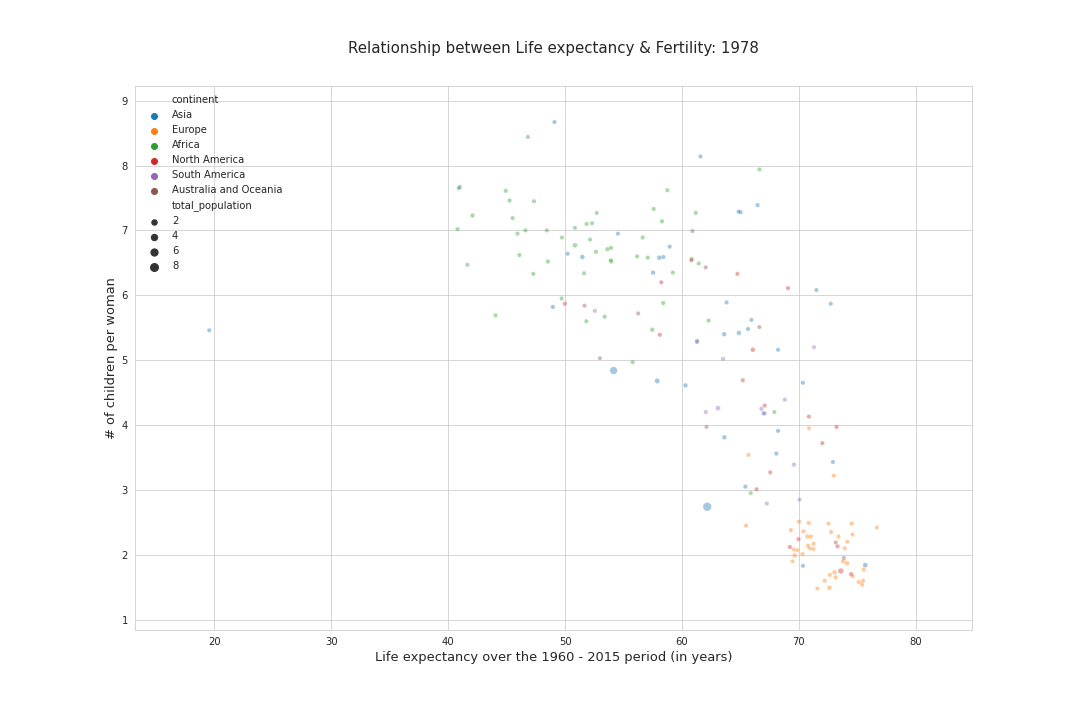 Relationship between Life expectancy & Fertility: 1978
continent
Asia
Europe
Africa
North America
South America
Australia and Oceania
total_population
2
4
6
8
9
8
7
6
5
4
3
2
1
# of children per woman
20 30 40 50 60 70 80
Life expectancy over the 1960 - 2015 period (in years)